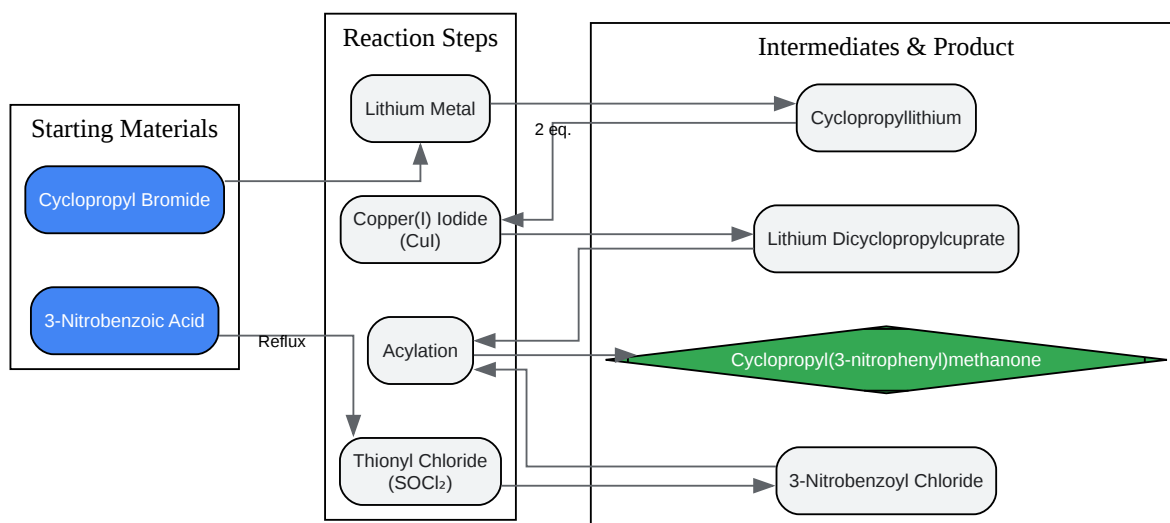 Starting Materials
Cyclopropyl Bromide
3-Nitrobenzoic Acid
Reflux
Reaction Steps
Lithium Metal
2 eq.
Copper(I) Iodide
(CuI)
Acylation
Thionyl Chloride
(SOCl₂)
Intermediates & Product
Cyclopropyllithium
Lithium Dicyclopropylcuprate
Cyclopropyl(3-nitrophenyl)methanone
3-Nitrobenzoyl Chloride